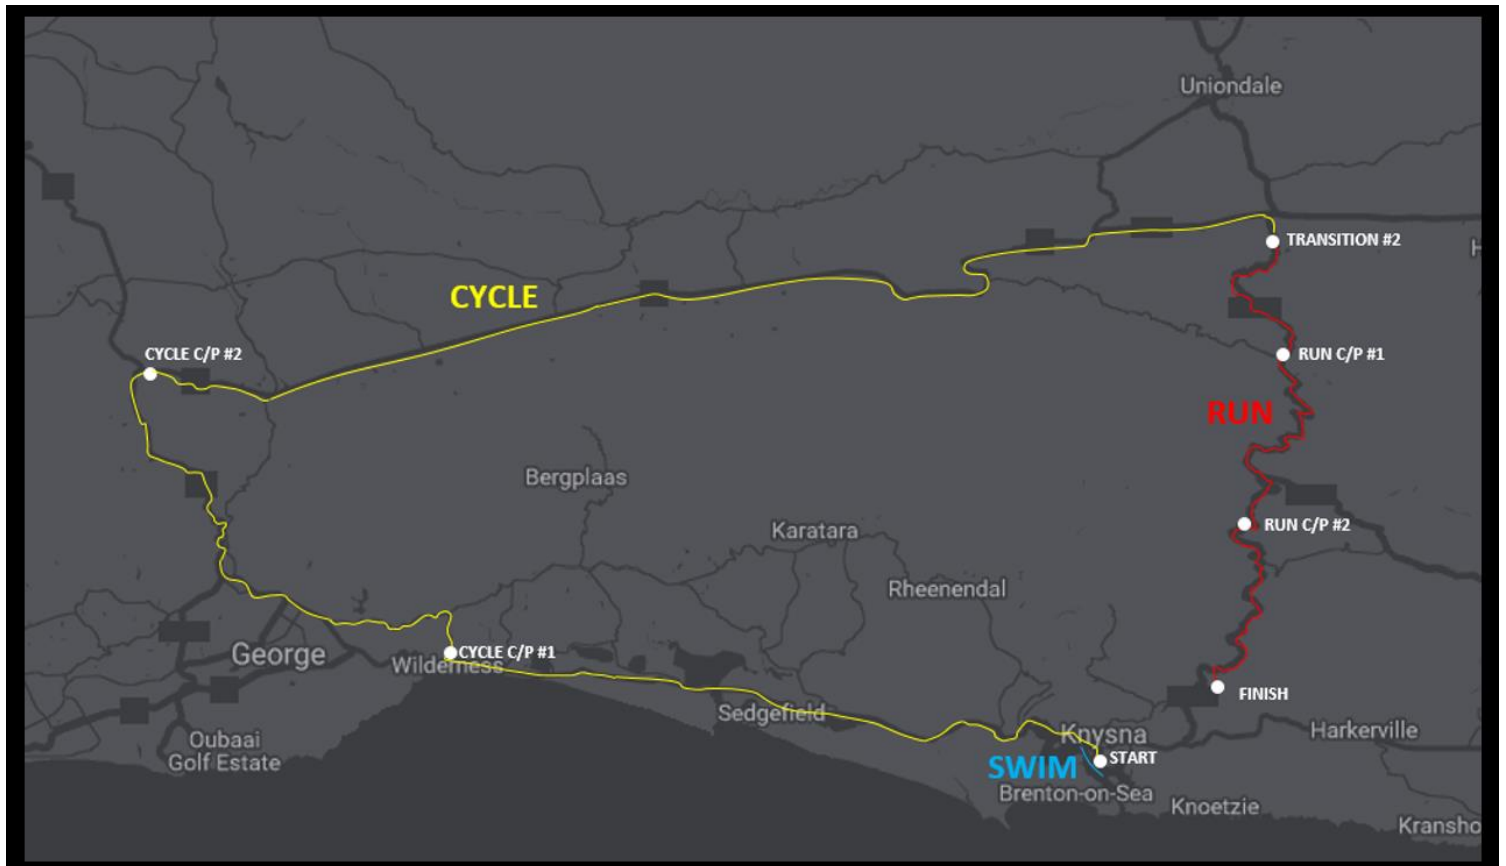 Uniondale
H
TRANSITION #2
CYCLE
CYCLE C/P #2
RUN C/P #1
RUN
Bergplaas
Karatara
RUN C/P #2
Rheenendal
George
Wilderness
CYCLE C/P #1
FINISH
Sedgefield
Knysna
Harkerville
Oubaai
Golf Estate
START
SWIM
Brenton-on-Sea
Knoetzie
Kransho